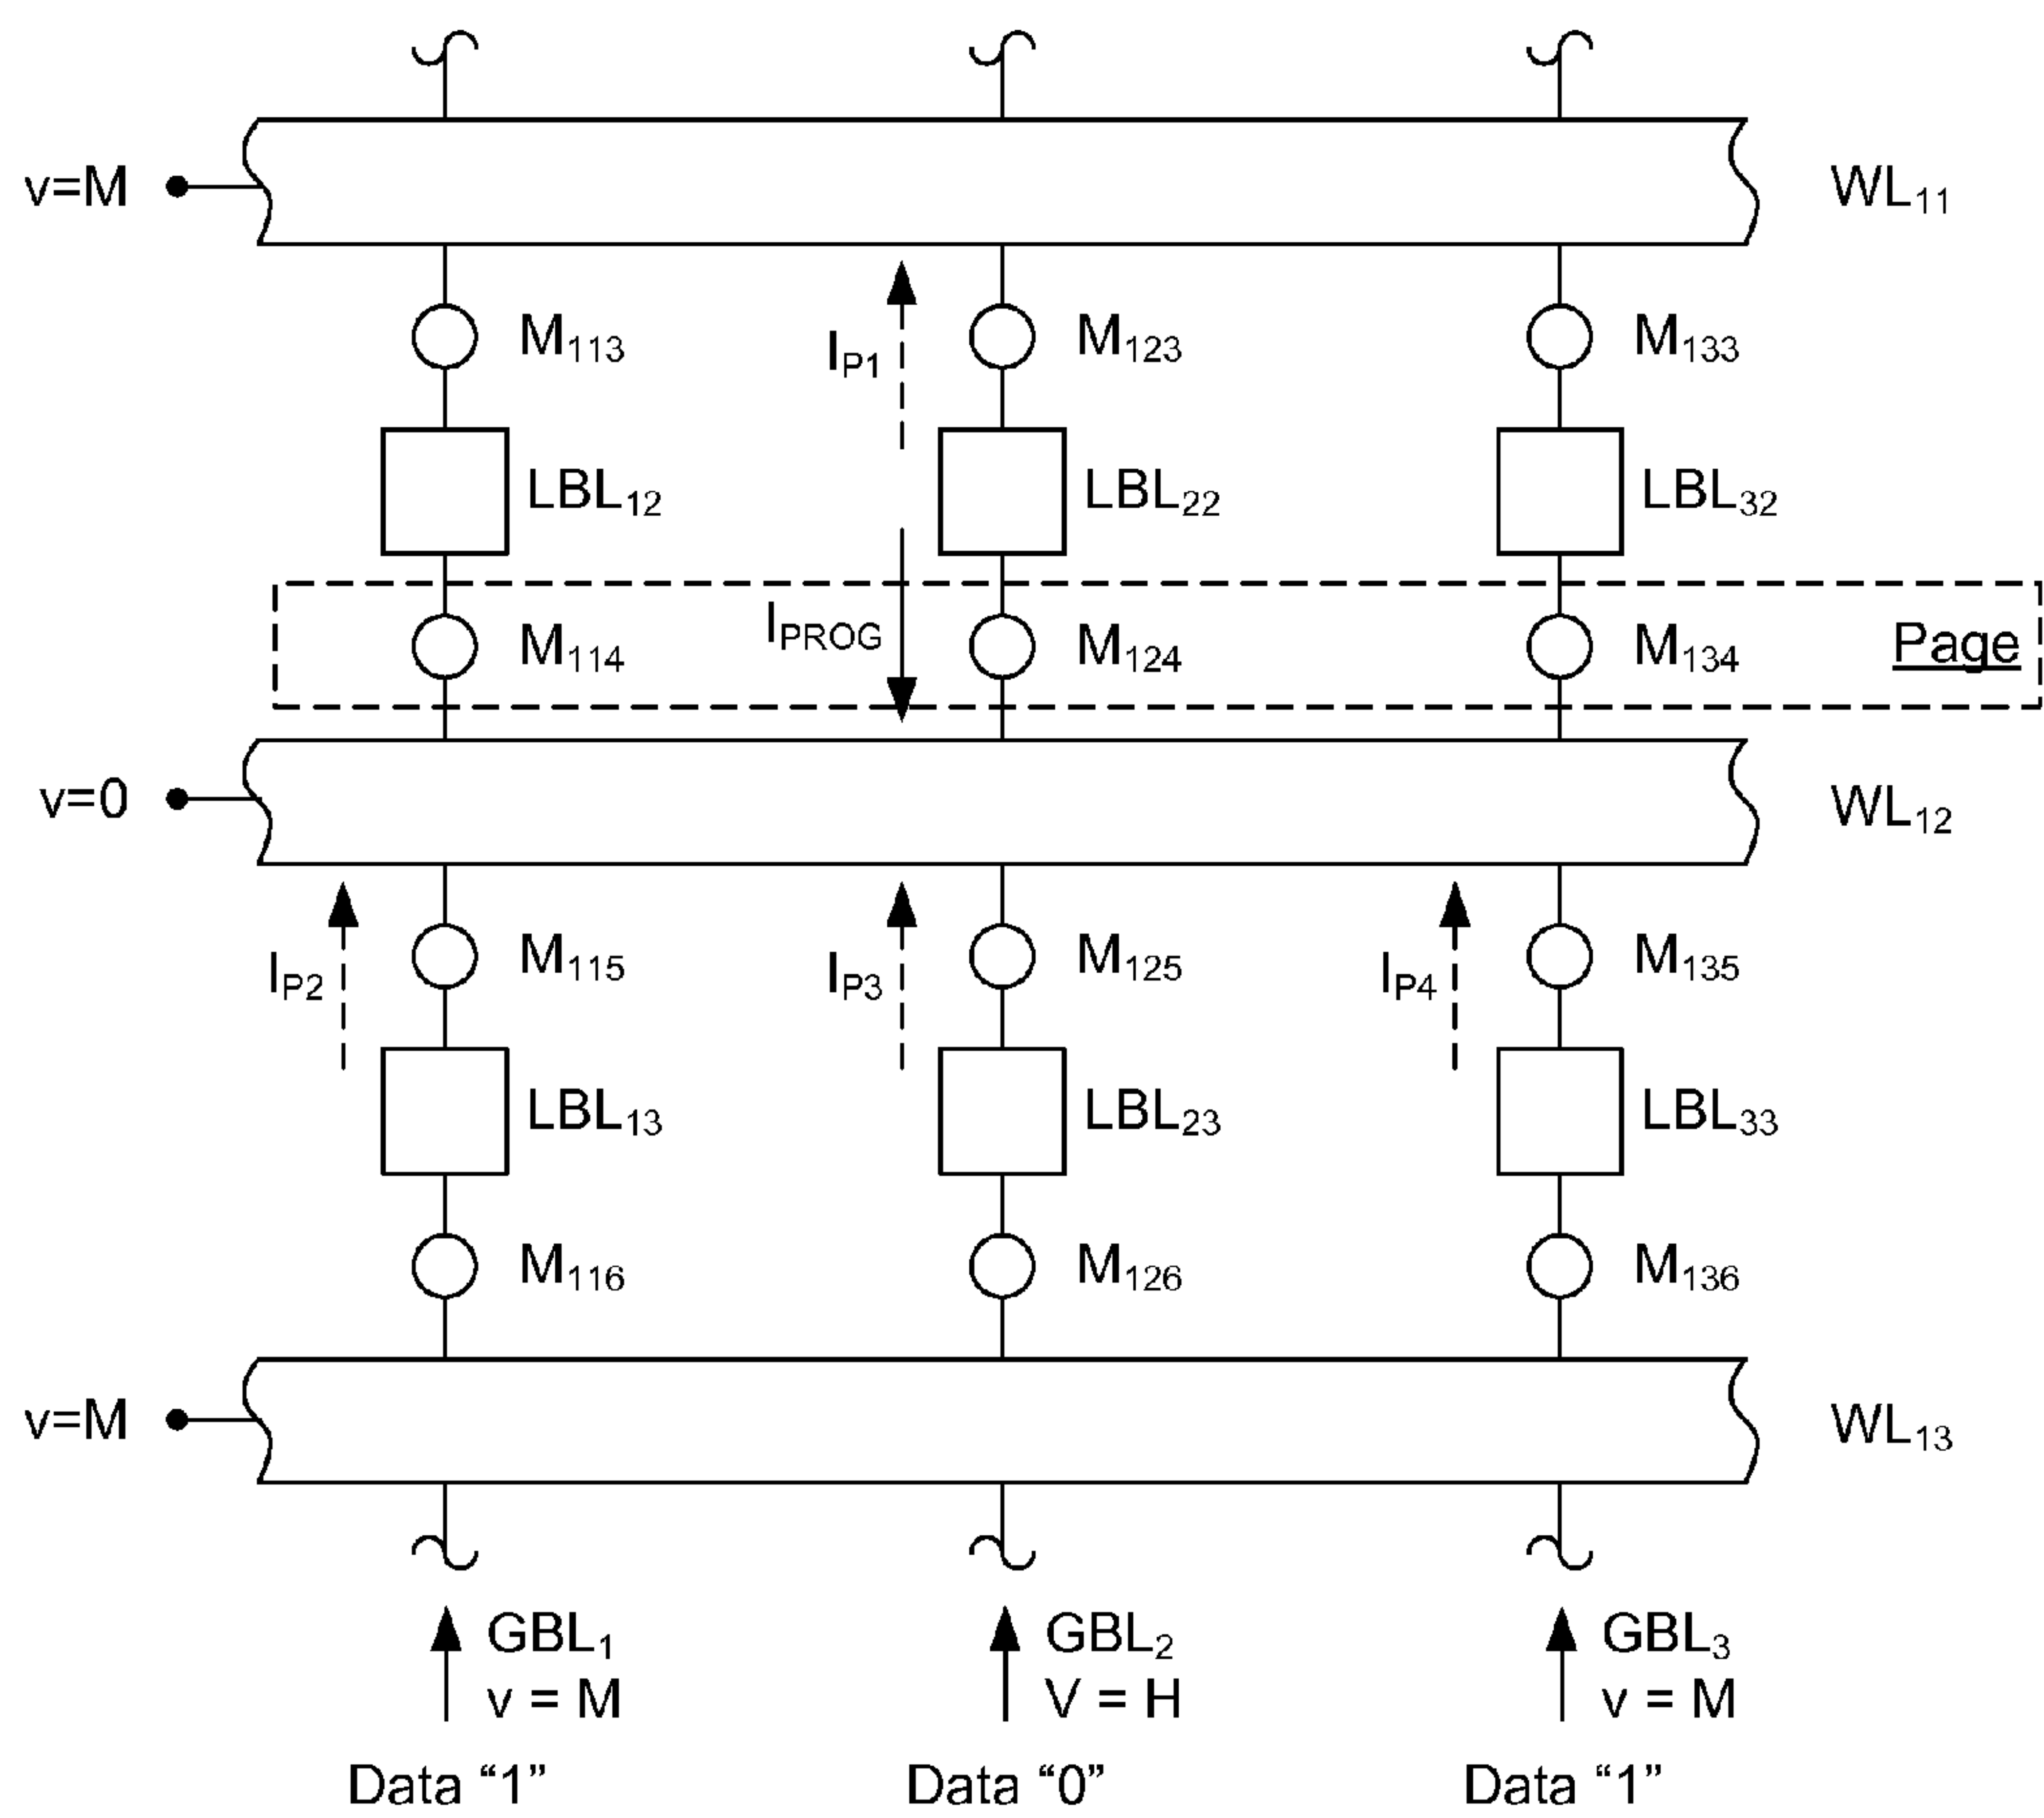 v=M
WL11
M113
IP1
M123
M133
LBL12
LBL22
LBL32
M114
IPROG
M124
M134
Page
v=0
WL12
IP2
M115
IP3
M125
IP4
M135
LBL13
LBL23
LBL33
M116
M126
M136
v=M
WL13
GBL1
v = M
GBL2
V = H
GBL3
v = M
Data “1”
Data “0”
Data “1”